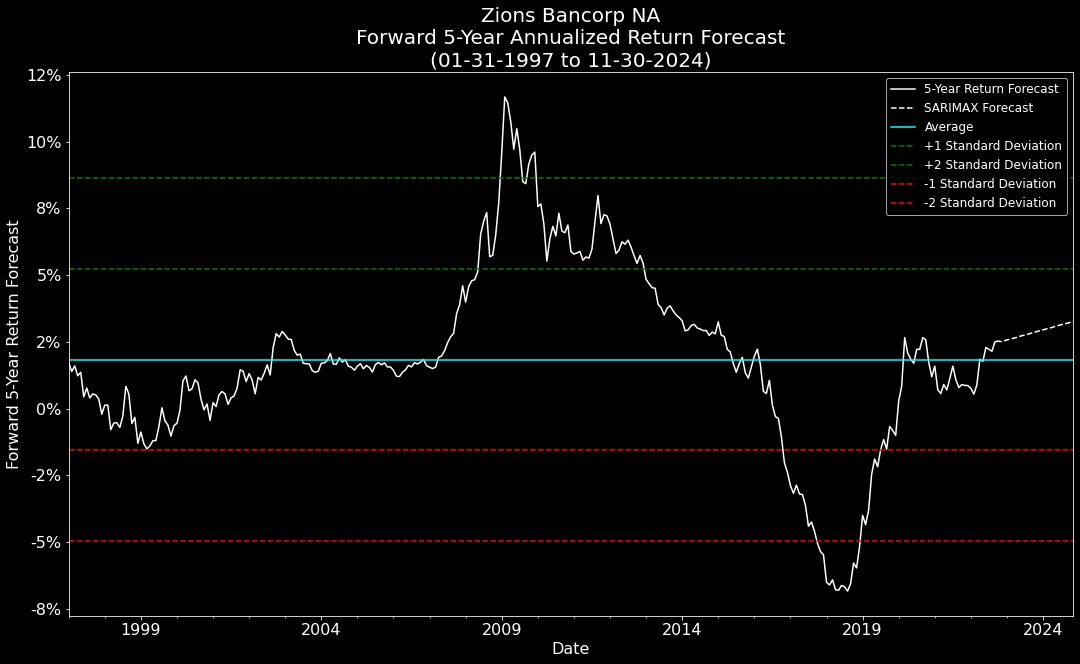 Zions Bancorp NA
Forward 5-Year Annualized Return Forecast
(01-31-1997 to 11-30-2024)
12%
10%
8%
5%
2%
0%
-2%
-5%
-8%
Forward 5-Year Return Forecast
5-Year Return Forecast
SARIMAX Forecast
Average
+1 Standard Deviation
+2 Standard Deviation
-1 Standard Deviation
-2 Standard Deviation
1999 2004 2009 2014 2019 2024
Date